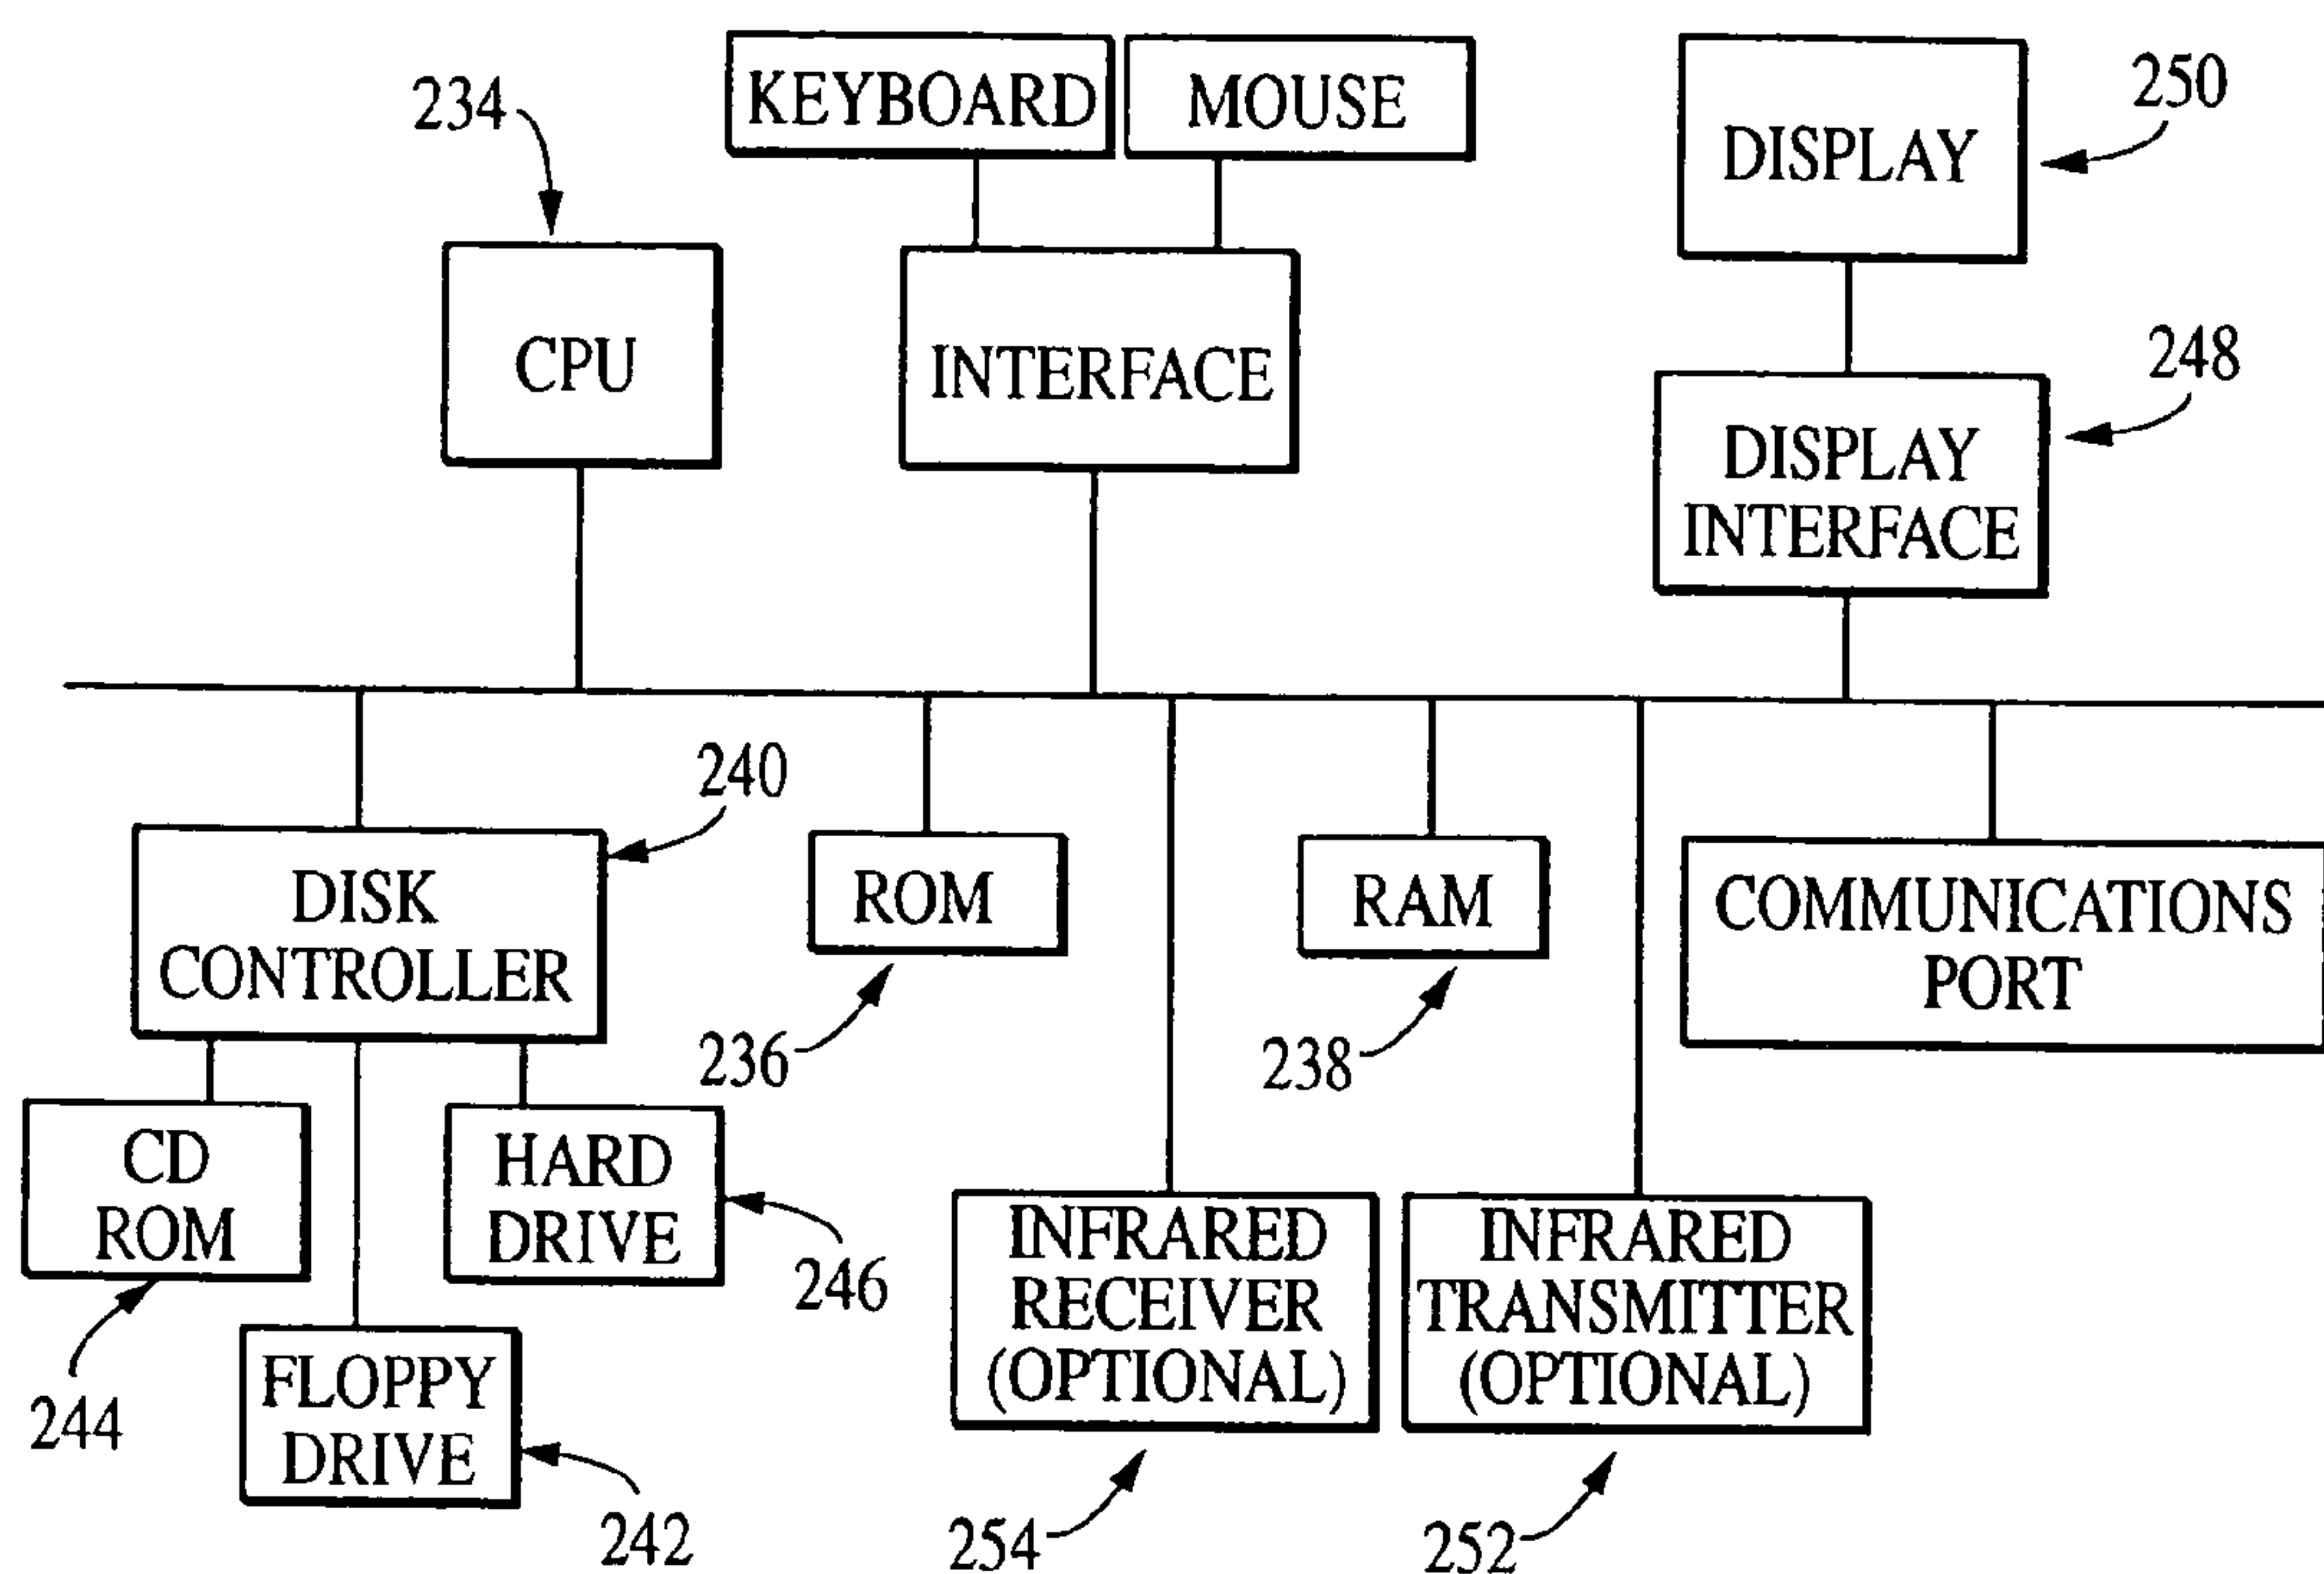 KEYBOARD
MOUSE
250
234
DISPLAY
CPU
INTERFACE
248
DISPLAY
INTERFACE
240
DISK
CONTROLLER
ROM
RAM
COMMUNICATIONS
PORT
236
238
CD
ROM
HARD
DRIVE
246
INFRARED
RECEIVER
(OPTIONAL)
INFRARED
TRANSMITTER
(OPTIONAL)
244
FLOPPY
DRIVE
242
254
252